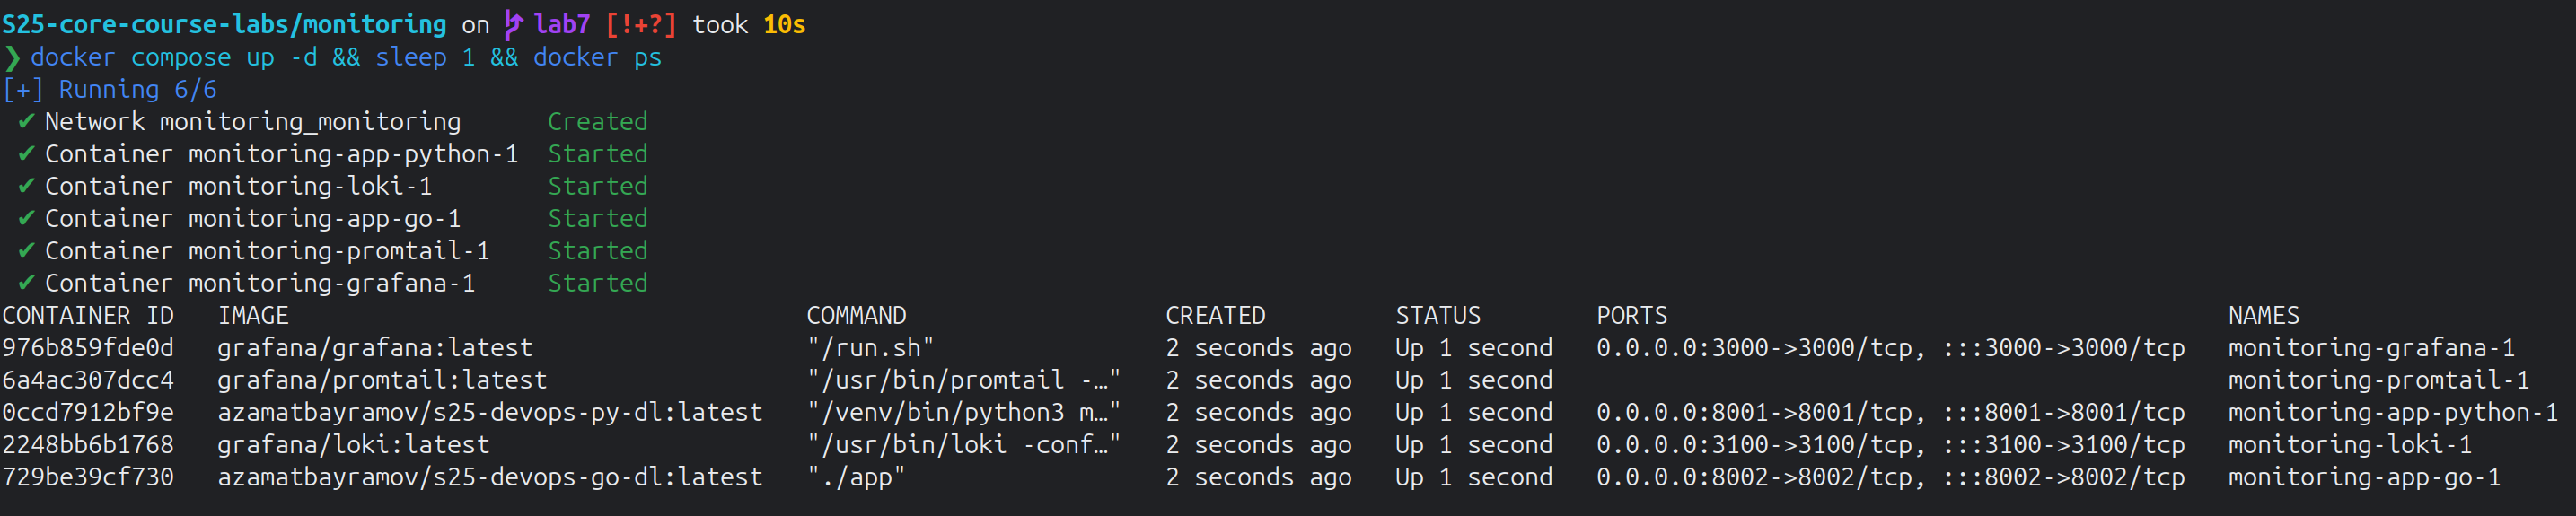 S25-core-course-labs/monitoring on lab7 [!+?] took 10s
❯ docker compose up -d && sleep 1 && docker ps
[+] Running 6/6
✔ Network monitoring_monitoring Created
✔ Container monitoring-app-python-1 Started
✔ Container monitoring-loki-1 Started
✔ Container monitoring-app-go-1 Started
✔ Container monitoring-promtail-1 Started
✔ Container monitoring-grafana-1 Started
CONTAINER ID IMAGE COMMAND CREATED STATUS PORTS NAMES
976b859fde0d grafana/grafana:latest "/run.sh" 2 seconds ago Up 1 second 0.0.0.0:3000->3000/tcp, :::3000->3000/tcp monitoring-grafana-1
6a4ac307dcc4 grafana/promtail:latest "/usr/bin/promtail -…" 2 seconds ago Up 1 second monitoring-promtail-1
0ccd7912bf9e azamatbayramov/s25-devops-py-dl:latest "/venv/bin/python3 m…" 2 seconds ago Up 1 second 0.0.0.0:8001->8001/tcp, :::8001->8001/tcp monitoring-app-python-1
2248bb6b1768 grafana/loki:latest "/usr/bin/loki -conf…" 2 seconds ago Up 1 second 0.0.0.0:3100->3100/tcp, :::3100->3100/tcp monitoring-loki-1
729be39cf730 azamatbayramov/s25-devops-go-dl:latest "./app" 2 seconds ago Up 1 second 0.0.0.0:8002->8002/tcp, :::8002->8002/tcp monitoring-app-go-1